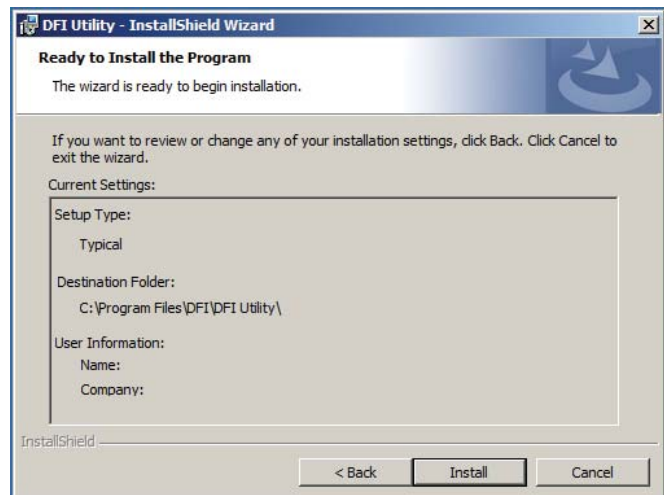 DFI Utility - InstallShield Wizard
Ready to Install the Program
The wizard is ready to begin installation.
If you want to review or change any of your installation settings, click Back. Click Cancel to
exit the wizard.
Current Settings:
Setup Type:
Typical
Destination Folder:
C:\Program Files\DFI\DFI Utility\
User Information:
Name:
Company:
InstallShield
< Back
Install
Cancel